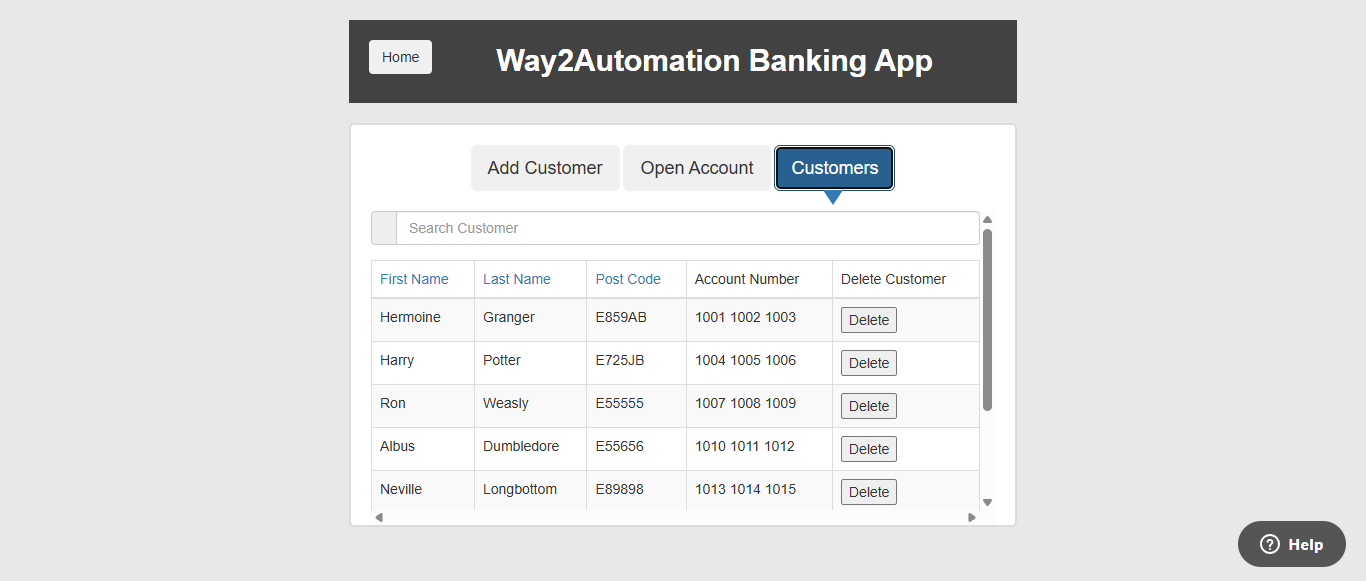 Home
Way2Automation Banking App
Add Customer Open Account Customers
Search Customer
First Name Last Name Post Code Account Number Delete Customer
Hermoine Granger E859AB 1001 1002 1003 Delete
Harry Potter E725JB 1004 1005 1006 Delete
Ron Weasly E55555 1007 1008 1009 Delete
Albus Dumbledore E55656 1010 1011 1012 Delete
Neville Longbottom E89898 1013 1014 1015 Delete
Help